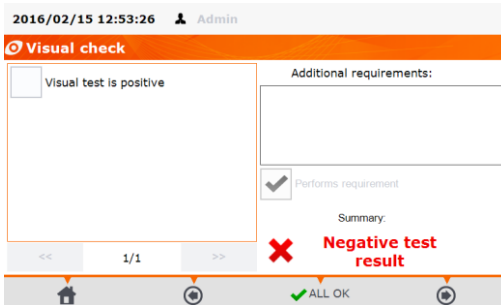 2016/02/15 12:53:26 Admin
Visual check
Visual test is positive
Additional requirements:
Performs requirement
Summary:
Negative test
result
<< 1/1 >>
ALL OK